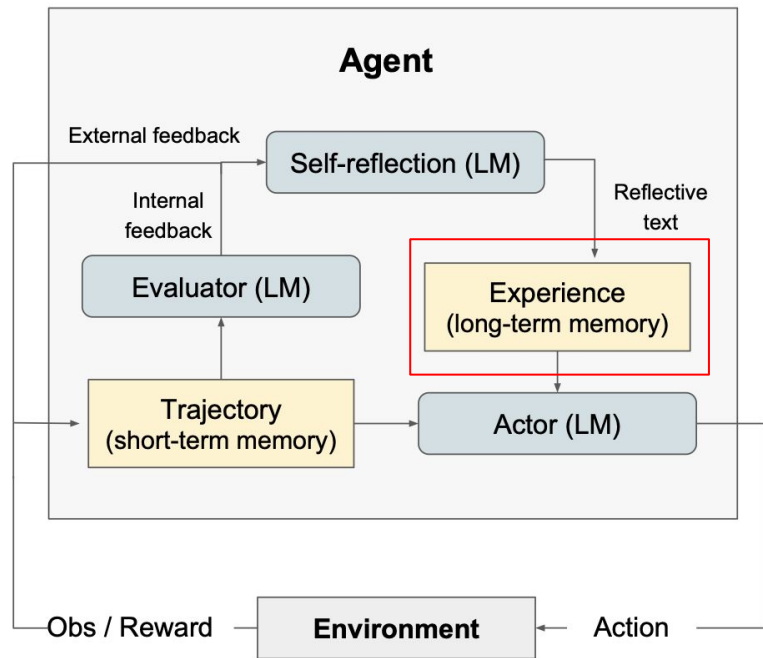 Agent
External feedback
Self-reflection (LM)
Internal
feedback
Reflective
text
Evaluator (LM)
Experience
(long-term memory)
Trajectory
(short-term memory)
Actor (LM)
Obs / Reward
Environment
Action